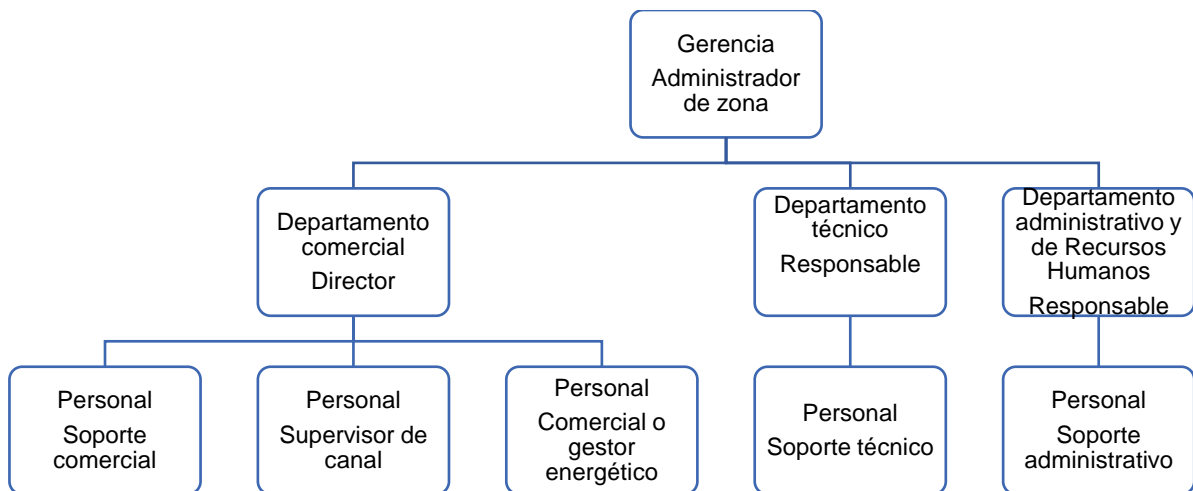 Gerencia
Administrador
de zona
Departamento
comercial
Director
Departamento
técnico
Responsable
Departamento
administrativo y
de Recursos
Humanos
Responsable
Personal
Soporte
comercial
Personal
Supervisor de
canal
Personal
Comercial o
gestor
energético
Personal
Soporte técnico
Personal
Soporte
administrativo